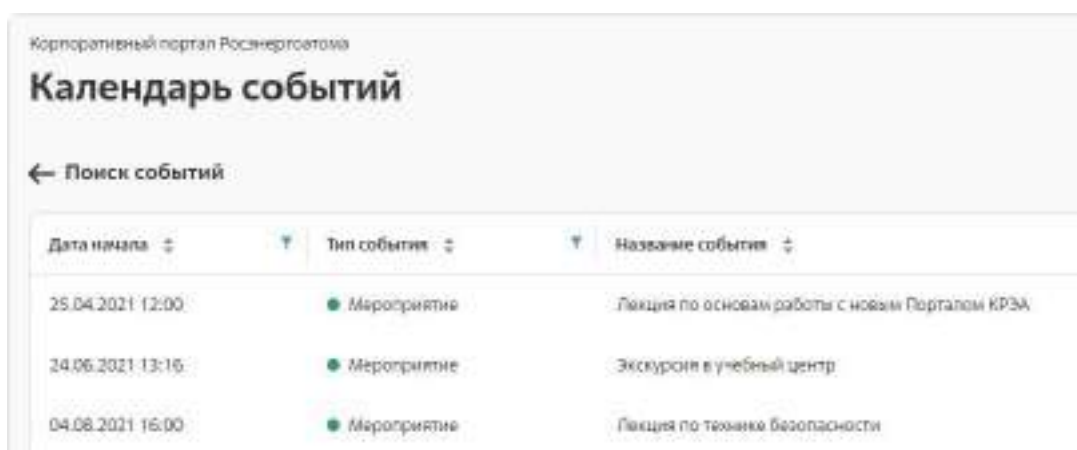 Корпоративный портал Росэнергоатома
Календарь событий
← Поиск событий
Дата начала Тип события Название события
25.04.2021 12:00 Мероприятие Лекция по основам работы с новым Порталом КРЭА
24.06.2021 13:16 Мероприятие Экскурсия в учебный центр
04.08.2021 16:00 Мероприятие Лекция по технике безопасности